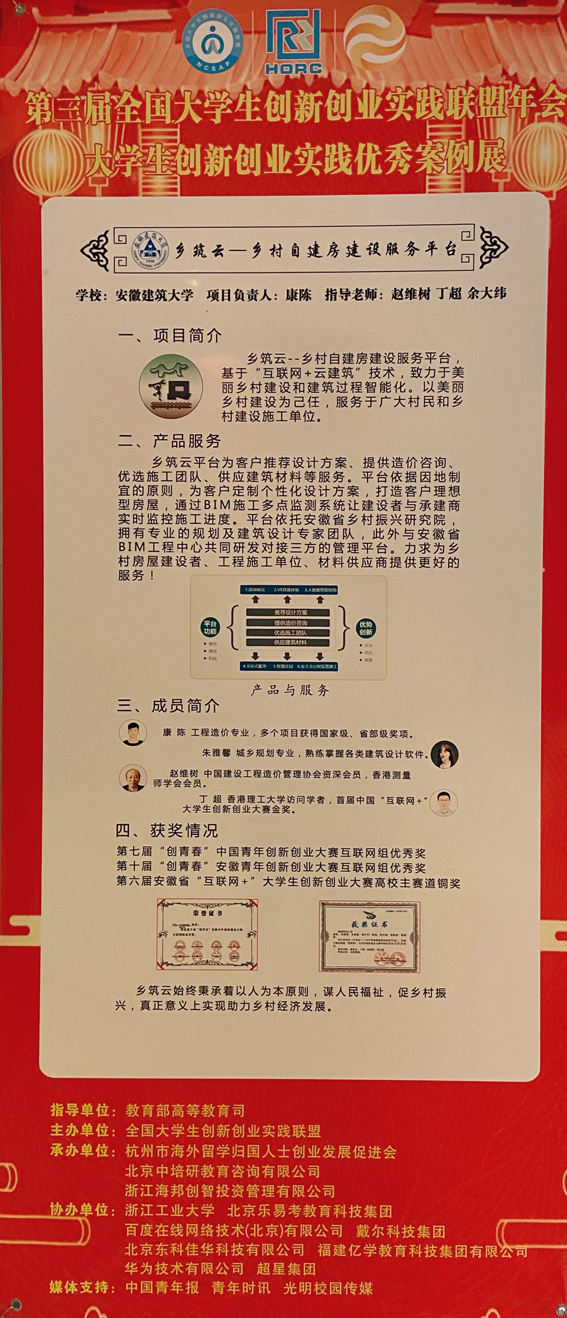 NCSAP
HORC
第三届全国大学生创新创业实践联盟年会
大学生创新创业实践优秀案例展
乡筑云—乡村自建房建设服务平台
学校：安徽建筑大学 项目负责人：康陈 指导老师：赵维树 丁超 余大纬
一、项目简介
乡筑云--乡村自建房建设服务平台，
基于“互联网+云建筑”技术，致力于美
丽乡村建设和建筑过程智能化。以美丽
乡村建设为己任，服务于广大村民和乡
村建设施工单位。
二、产品服务
乡筑云平台为客户推荐设计方案、提供造价咨询、
优选施工团队、供应建筑材料等服务。平台依据因地制
宜的原则，为客户定制个性化设计方案，打造客户理想
型房屋，通过BIM施工多点监测系统让建设者与承建商
实时监控施工进度。平台依托安徽省乡村振兴研究院，
拥有专业的规划及建筑设计专家团队，此外与安徽省
BIM工程中心共同研发对接三方的管理平台。力求为乡
村房屋建设者、工程施工单位、材料供应商提供更好的
服务！
平台
功能
推荐设计方案
提供造价咨询
优选施工团队
供应建筑材料
优势
创新
产品与服务
三、成员简介
康 陈 工程造价专业，多个项目获得国家级、省部级奖项。
朱雅馨 城乡规划专业，熟练掌握各类建筑设计软件。
赵维树 中国建设工程造价管理协会资深会员，香港测量
师学会会员。
丁 超 香港理工大学访问学者，首届中国“互联网+”
大学生创新创业大赛金奖。
四、获奖情况
第七届“创青春”中国青年创新创业大赛互联网组优秀奖
第十届“创青春”安徽青年创新创业大赛互联网组优秀奖
第六届安徽省“互联网+”大学生创新创业大赛高校主赛道铜奖
荣誉证书
获奖证书
乡筑云始终秉承着以人为本原则，谋人民福祉，促乡村振
兴，真正意义上实现助力乡村经济发展。
指导单位：教育部高等教育司
主办单位：全国大学生创新创业实践联盟
承办单位：杭州市海外留学归国人士创业发展促进会
北京中培研教育咨询有限公司
浙江海邦创智投资管理有限公司
协办单位：浙江工业大学 北京乐易考教育科技集团
百度在线网络技术(北京)有限公司 戴尔科技集团
北京东科佳华科技有限公司 福建亿学教育科技集团有限公司
华为技术有限公司 超星集团
媒体支持：中国青年报 青年时讯 光明校园传媒